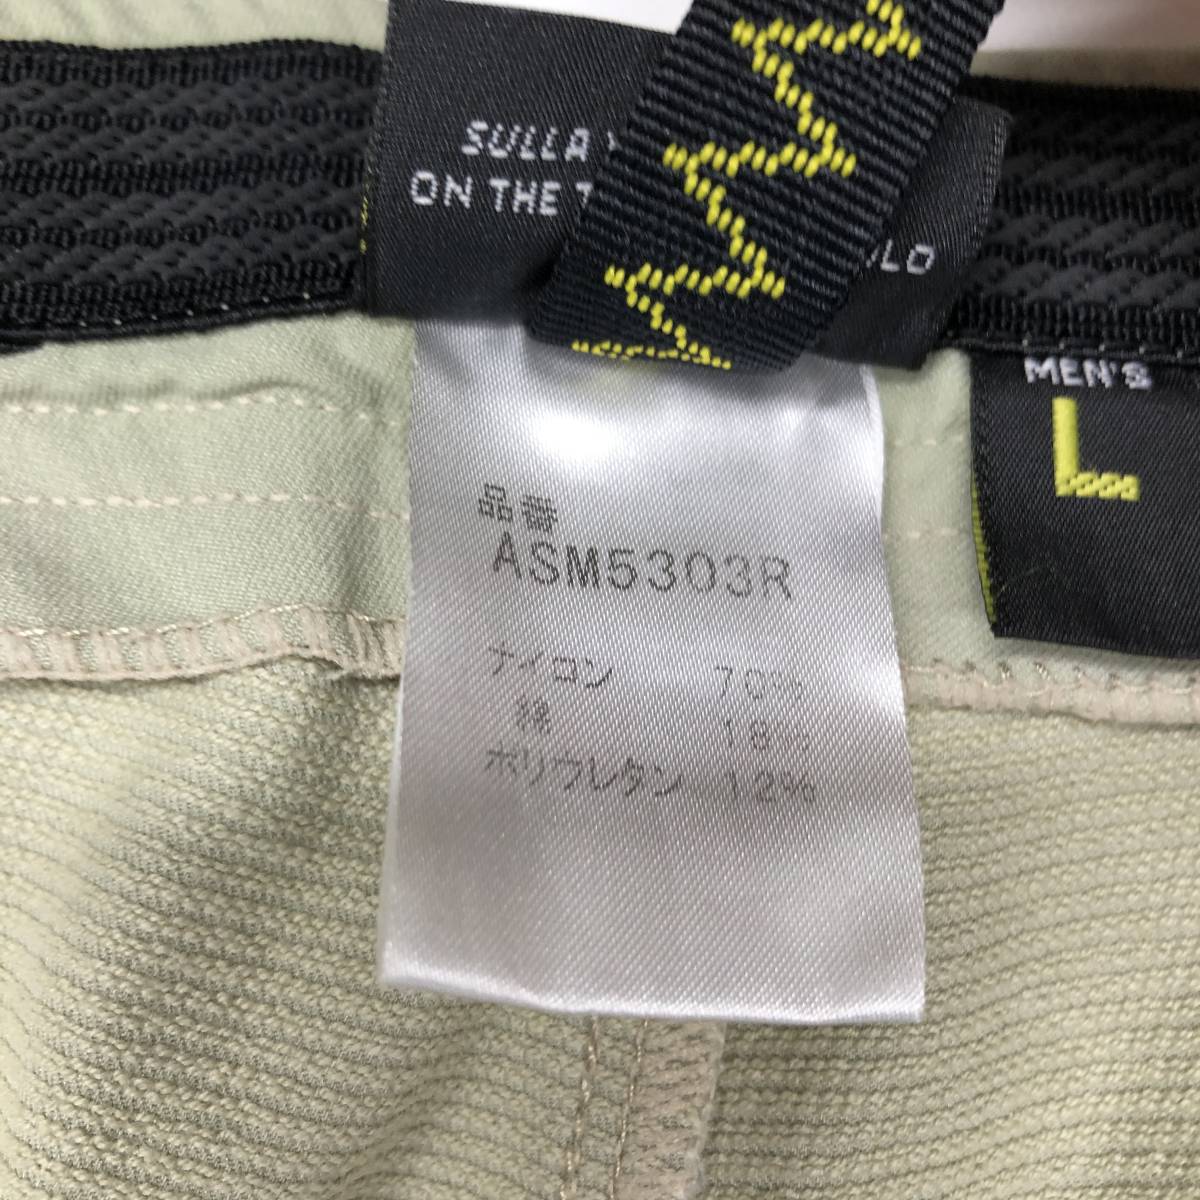 SULLA
ON THE
MEN'S
L
品番
ASM5303R
ナイロン 70%
綿 18%
ポリウレタン 12%